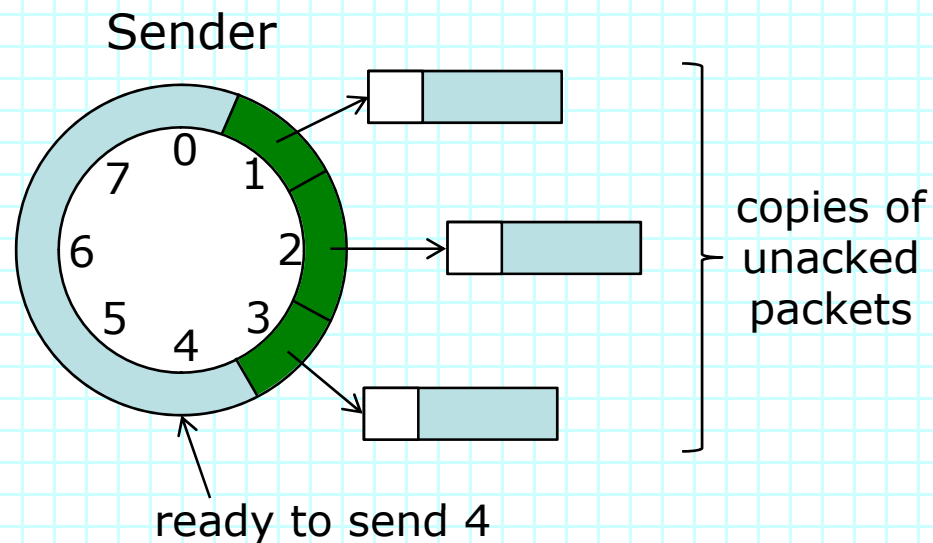 Sender
0
1
2
3
4
5
6
7
copies of
unacked
packets
ready to send 4